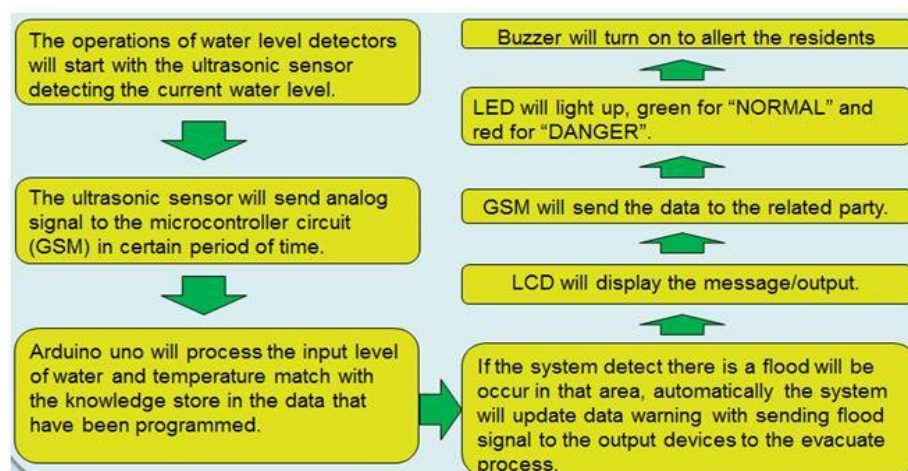 The operations of water level detectors
will start with the ultrasonic sensor
detecting the current water level.
The ultrasonic sensor will send analog
signal to the microcontroller circuit
(GSM) in certain period of time.
Arduino uno will process the input level
of water and temperature match with
the knowledge store in the data that
have been programmed.
If the system detect there is a flood will be
occur in that area, automatically the system
will update data warning with sending flood
signal to the output devices to the evacuate
process.
LCD will display the message/output.
GSM will send the data to the related party.
LED will light up, green for “NORMAL” and
red for “DANGER”.
Buzzer will turn on to allert the residents